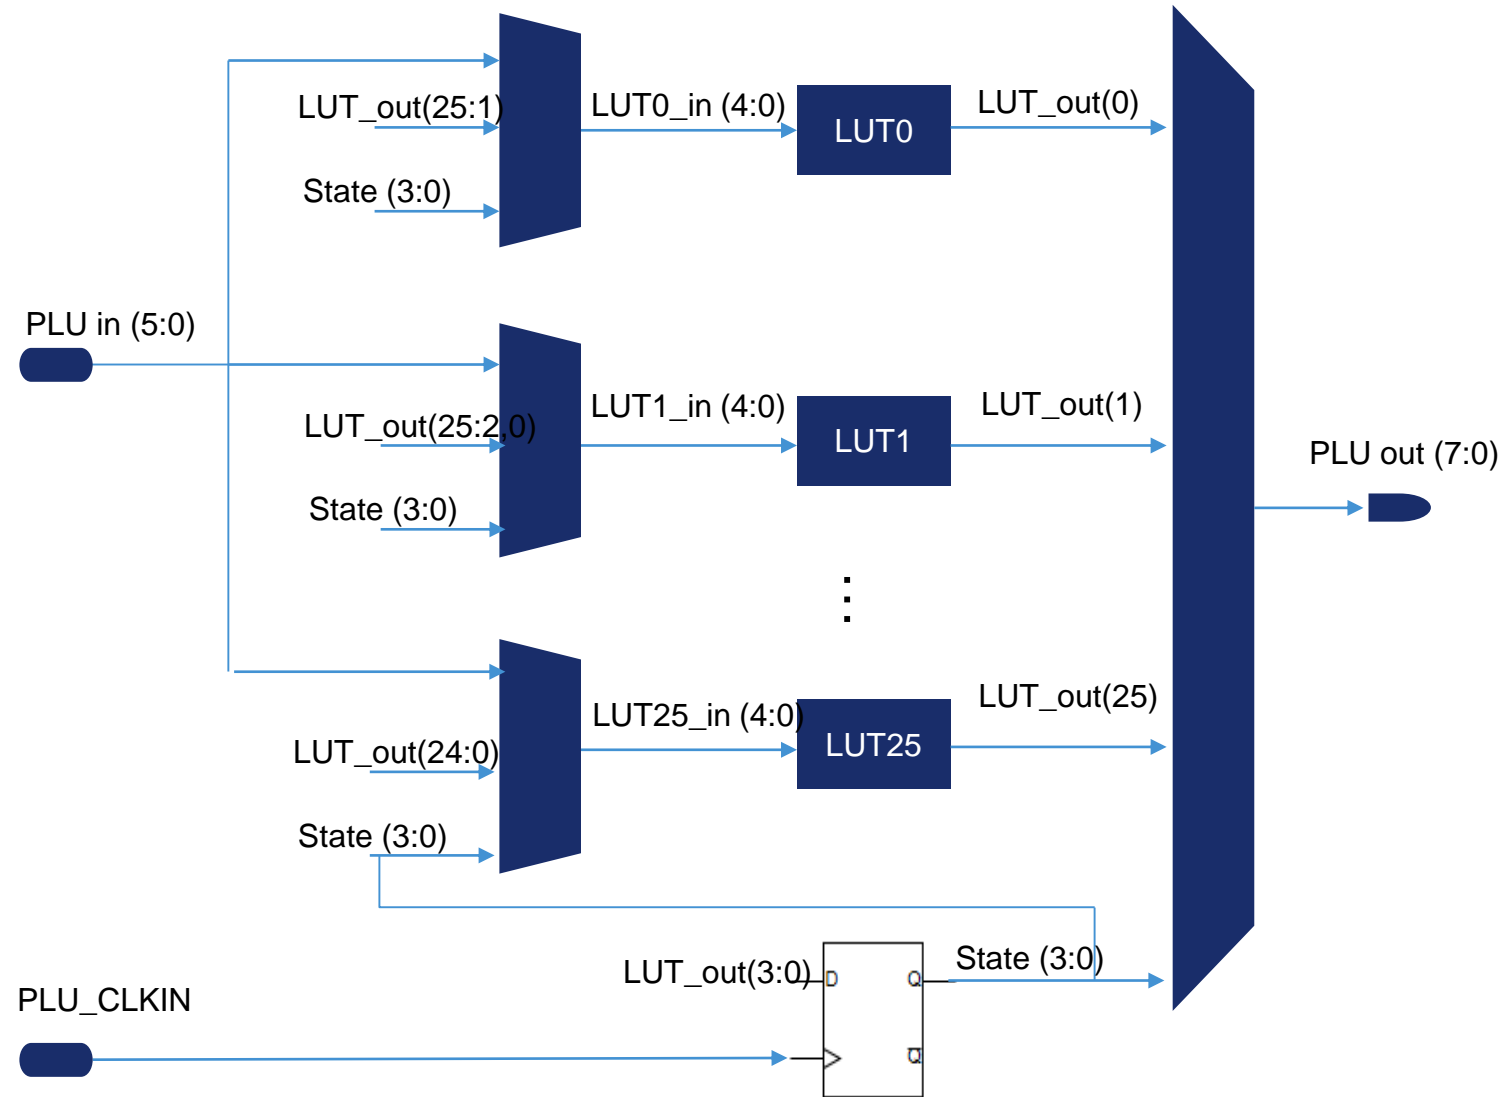 LUT_out(25:1)
LUT0_in (4:0)
LUT0
LUT_out(0)
State (3:0)
PLU in (5:0)
LUT_out(25:2,0)
LUT1_in (4:0)
LUT1
LUT_out(1)
PLU out (7:0)
State (3:0)
LUT_out(24:0)
LUT25_in (4:0)
LUT25
LUT_out(25)
State (3:0)
LUT_out(3:0)
D
Q
State (3:0)
PLU_CLKIN
Q